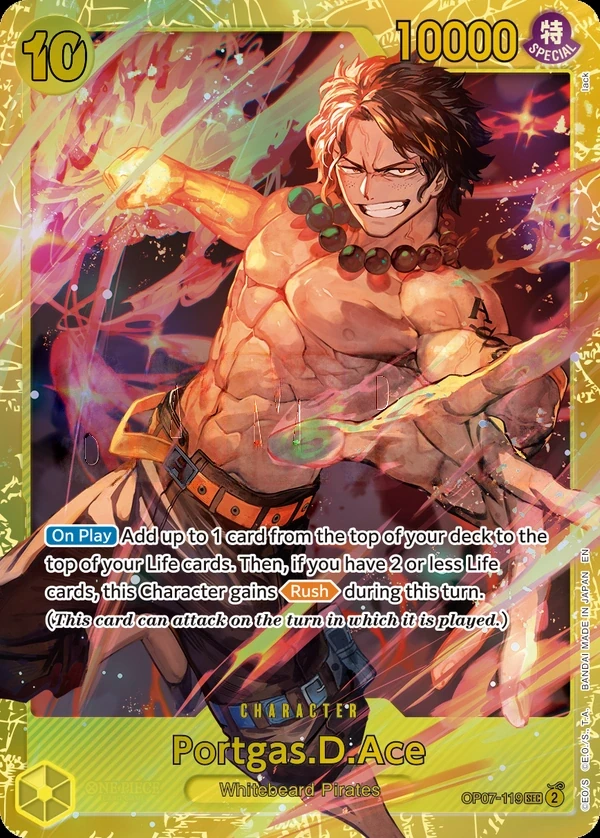 10
10000
特
SPECIAL
lack
A
On Play Add up to 1 card from the top of your deck to the
top of your Life cards. Then, if you have 2 or less Life
cards, this Character gains Rush during this turn.
(This card can attack on the turn in which it is played.)
CHARACTER
Portgas.D.Ace
Whitebeard Pirates
ONE PIECE
OP07-119 SEC 2
©E.O/S. ©E.O./S.,T.A. BANDAI MADE IN JAPAN EN